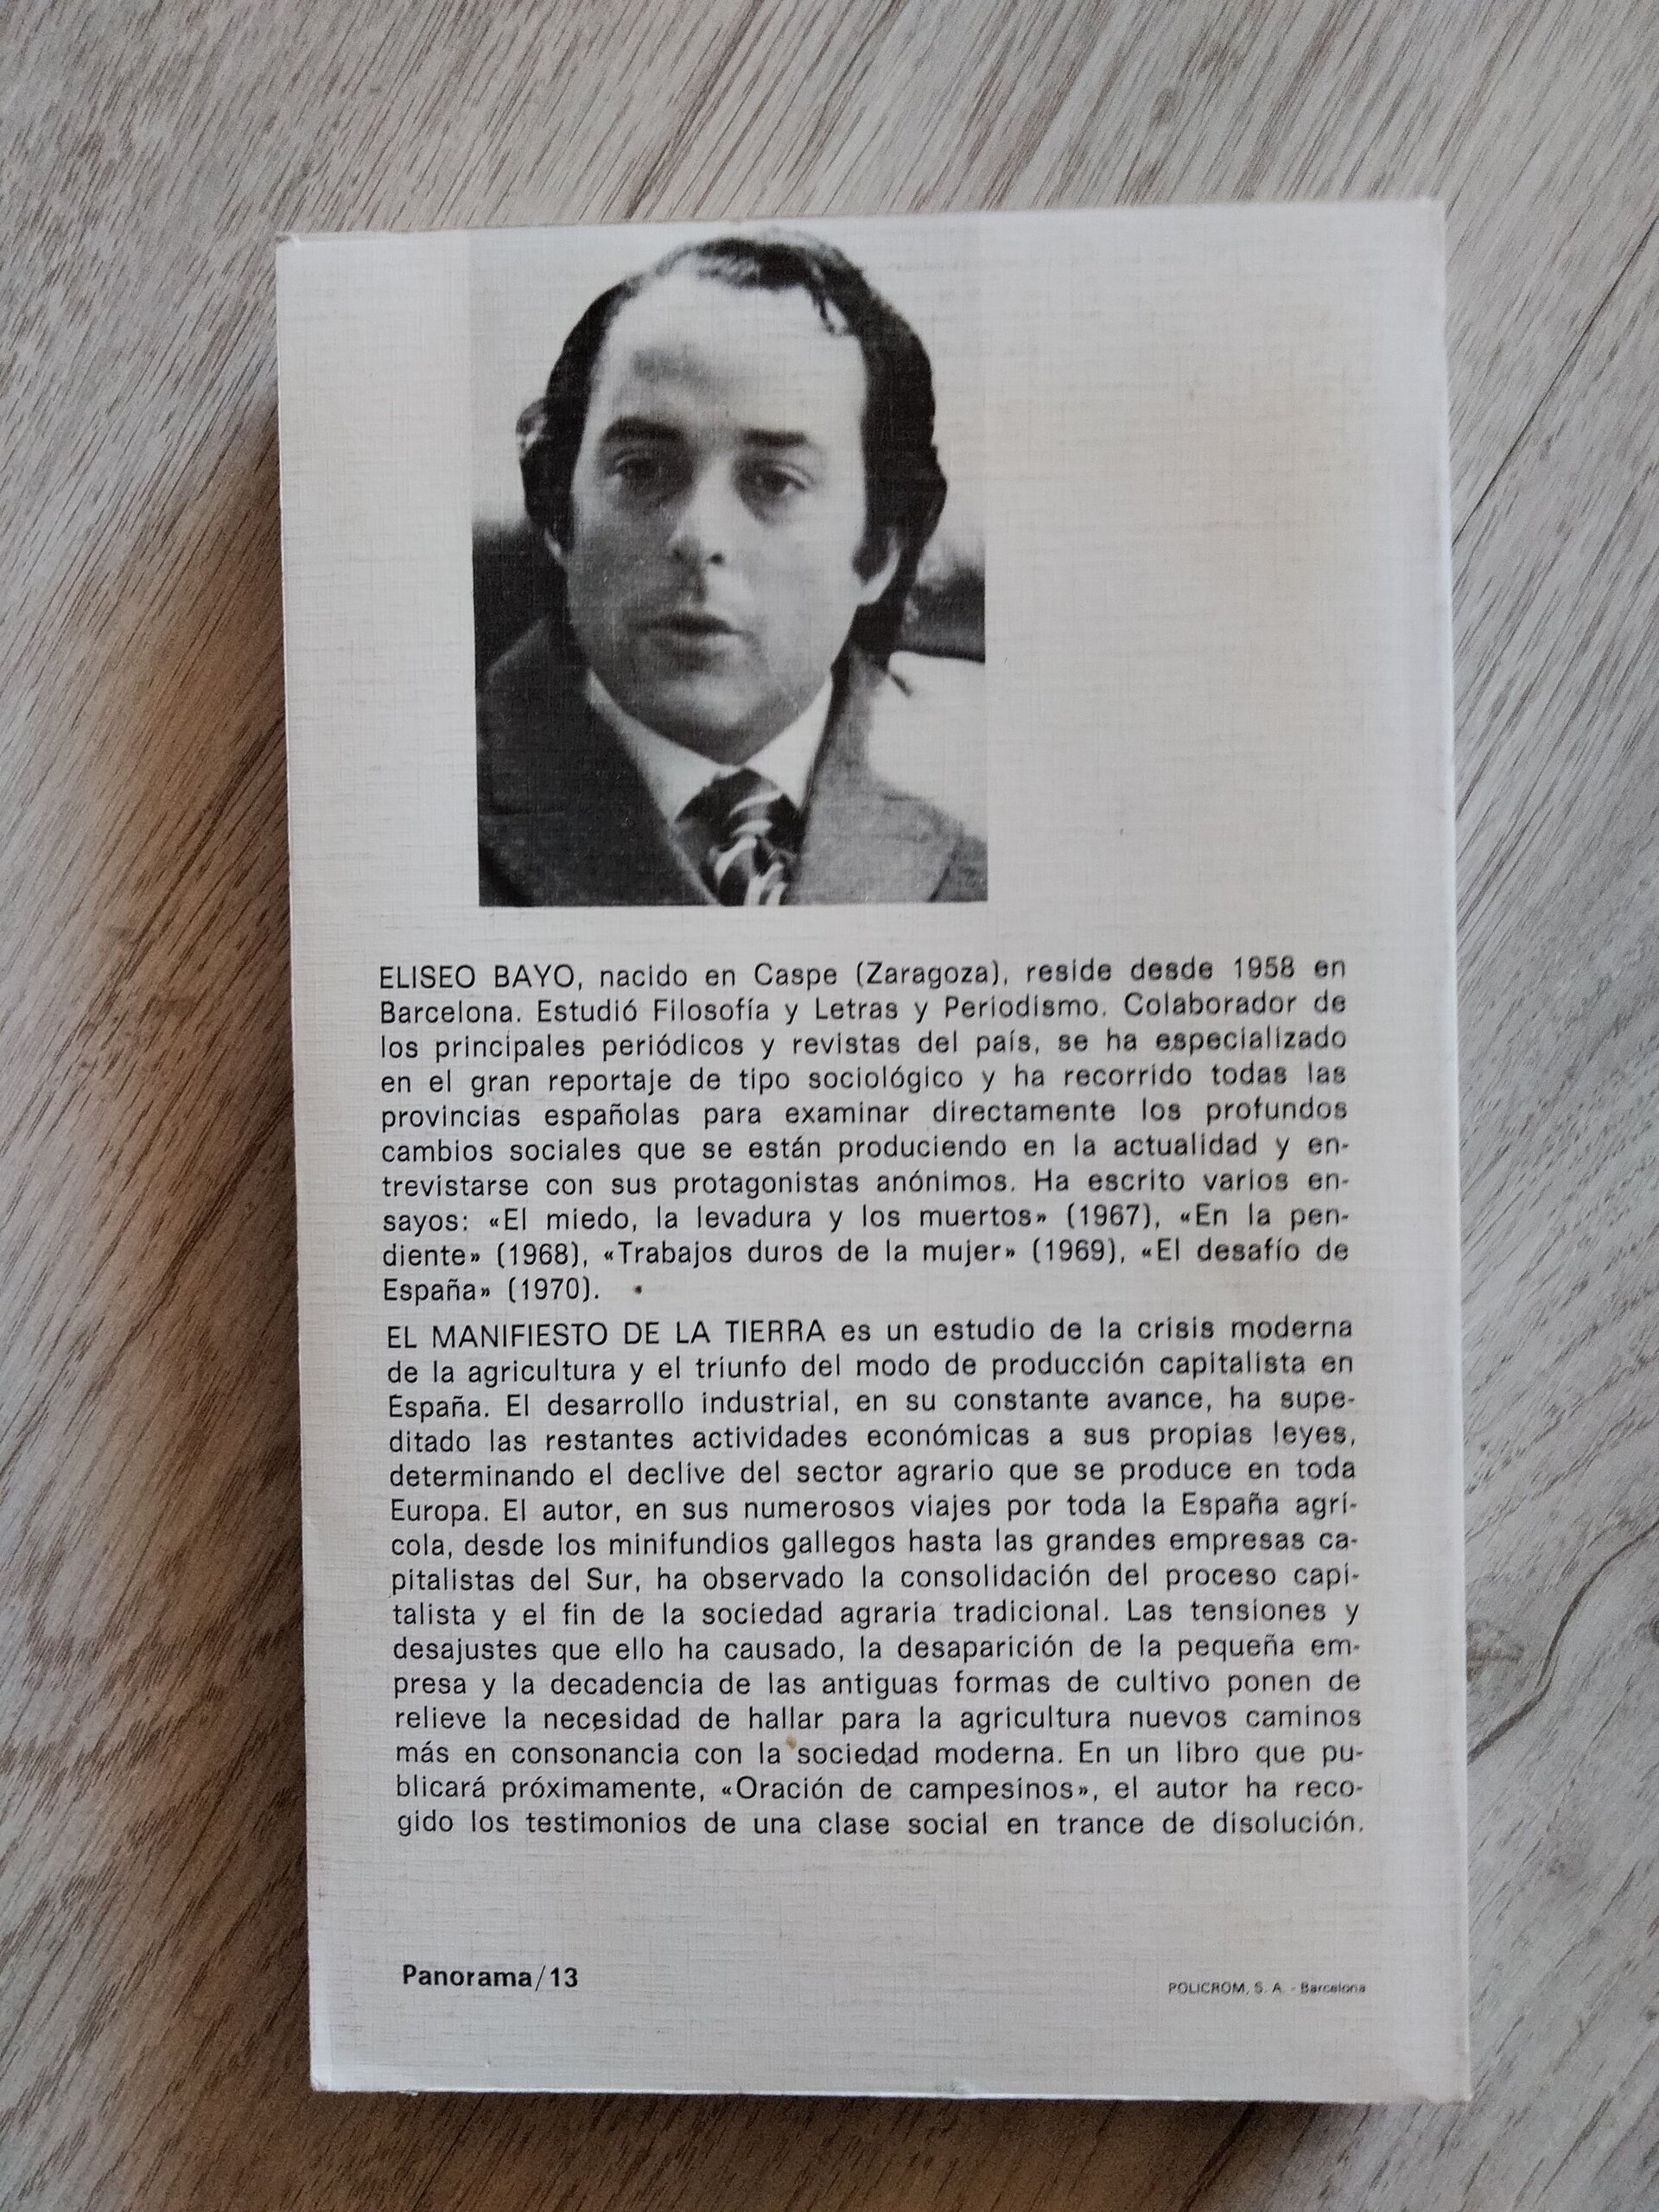 ELISEO BAYO, nacido en Caspe (Zaragoza), reside desde 1958 en
Barcelona. Estudió Filosofía y Letras y Periodismo. Colaborador de
los principales periódicos y revistas del país, se ha especializado
en el gran reportaje de tipo sociológico y ha recorrido todas las
provincias españolas para examinar directamente los profundos
cambios sociales que se están produciendo en la actualidad y en-
trevistarse con sus protagonistas anónimos. Ha escrito varios en-
sayos: «El miedo, la levadura y los muertos» (1967), «En la pen-
diente» (1968), «Trabajos duros de la mujer» (1969), «El desafío de
España» (1970).
EL MANIFIESTO DE LA TIERRA es un estudio de la crisis moderna
de la agricultura y el triunfo del modo de producción capitalista en
España. El desarrollo industrial, en su constante avance, ha supe-
ditado las restantes actividades económicas a sus propias leyes,
determinando el declive del sector agrario que se produce en toda
Europa. El autor, en sus numerosos viajes por toda la España agrí-
cola, desde los minifundios gallegos hasta las grandes empresas ca-
pitalistas del Sur, ha observado la consolidación del proceso capi-
talista y el fin de la sociedad agraria tradicional. Las tensiones y
desajustes que ello ha causado, la desaparición de la pequeña em-
presa y la decadencia de las antiguas formas de cultivo ponen de
relieve la necesidad de hallar para la agricultura nuevos caminos
más en consonancia con la sociedad moderna. En un libro que pu-
blicará próximamente, «Oración de campesinos», el autor ha reco-
gido los testimonios de una clase social en trance de disolución.
Panorama/13
POLICROM, S. A. - Barcelona